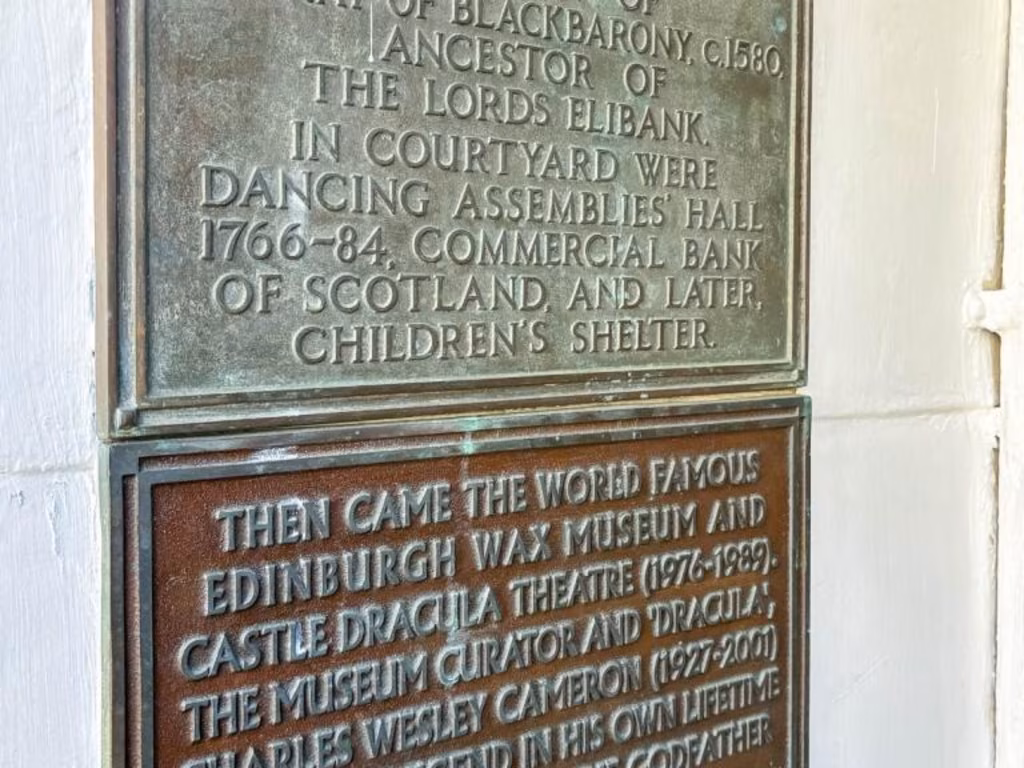 OF
OF BLACKBARONY, C.1580,
ANCESTOR OF
THE LORDS ELIBANK.
IN COURTYARD WERE
DANCING ASSEMBLIES' HALL
1766–84, COMMERCIAL BANK
OF SCOTLAND, AND LATER,
CHILDREN'S SHELTER.
THEN CAME THE WORLD FAMOUS
EDINBURGH WAX MUSEUM AND
CASTLE DRACULA THEATRE (1976-1989).
THE MUSEUM CURATOR AND 'DRACULA',
CHARLES WESLEY CAMERON (1927-2001)
IN HIS OWN LIFETIME
GODFATHER